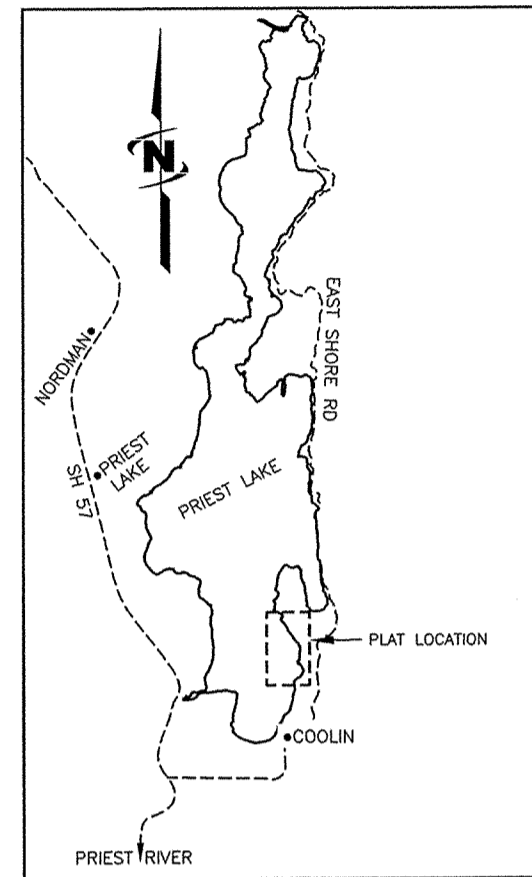 N
EAST SHORE RD
NORDMAN
PRIEST
LAKE
SH 57
PRIEST LAKE
PLAT LOCATION
COOLIN
PRIEST RIVER